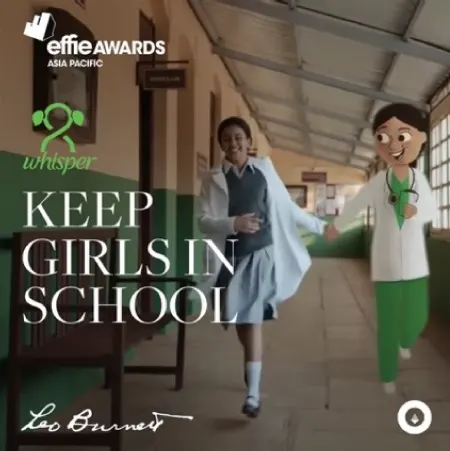 effie AWARDS
ASIA PACIFIC
whisper
KEEP
GIRLS IN
SCHOOL
Leo Burnett